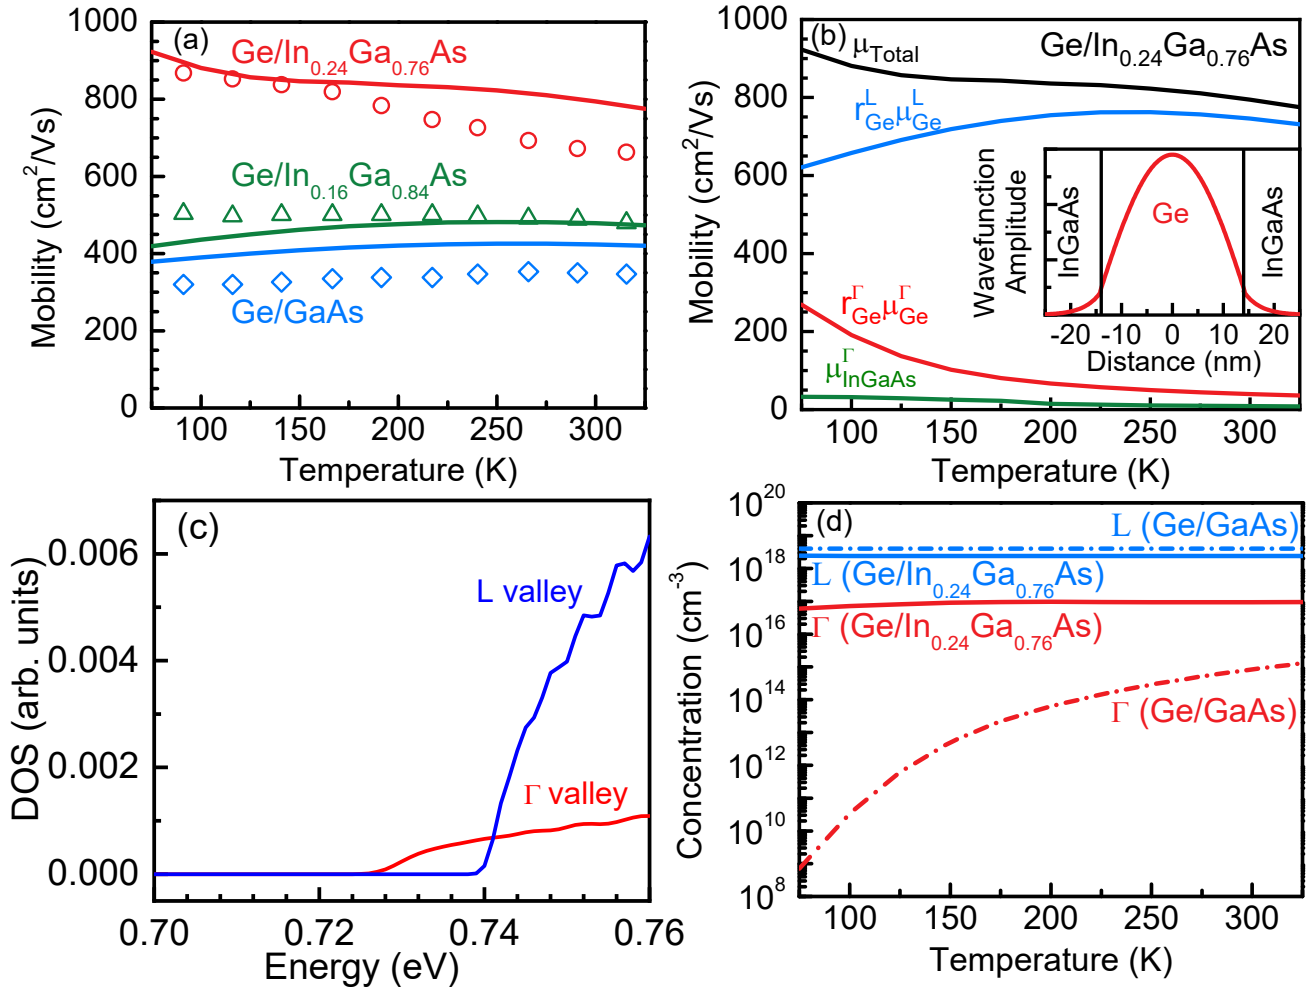 (a)
Ge/In0.24Ga0.76As
Ge/In0.16Ga0.84As
Ge/GaAs
Mobility (cm2/Vs)
1000
800
600
400
200
0
100 150 200 250 300
Temperature (K)
(b)
μTotal
Ge/In0.24Ga0.76As
rLGeμLGe
rΓGeμΓGe
μΓInGaAs
Mobility (cm2/Vs)
1000
800
600
400
200
0
100 150 200 250 300
Temperature (K)
Wavefunction
Amplitude
InGaAs
Ge
InGaAs
-20 -10 0 10 20
Distance (nm)
(c)
L valley
Γ valley
DOS (arb. units)
0.006
0.004
0.002
0.000
0.70 0.72 0.74 0.76
Energy (eV)
(d)
L (Ge/GaAs)
L (Ge/In0.24Ga0.76As)
Γ (Ge/In0.24Ga0.76As)
Γ (Ge/GaAs)
Concentration (cm-3)
1020
1018
1016
1014
1012
1010
108
100 150 200 250 300
Temperature (K)